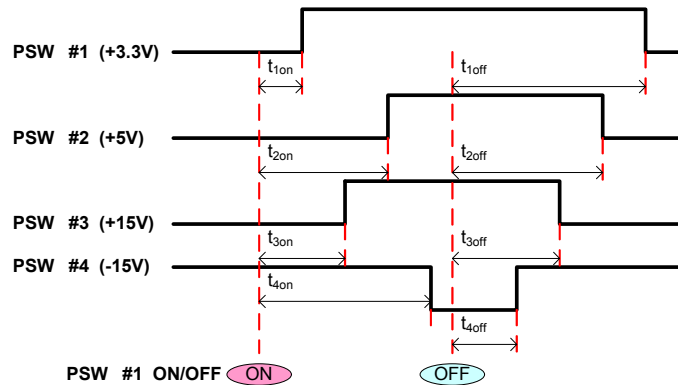 PSW #1 (+3.3V)
t1on
t1off
PSW #2 (+5V)
t2on
t2off
PSW #3 (+15V)
t3on
t3off
PSW #4 (-15V)
t4on
t4off
PSW #1 ON/OFF
ON
OFF